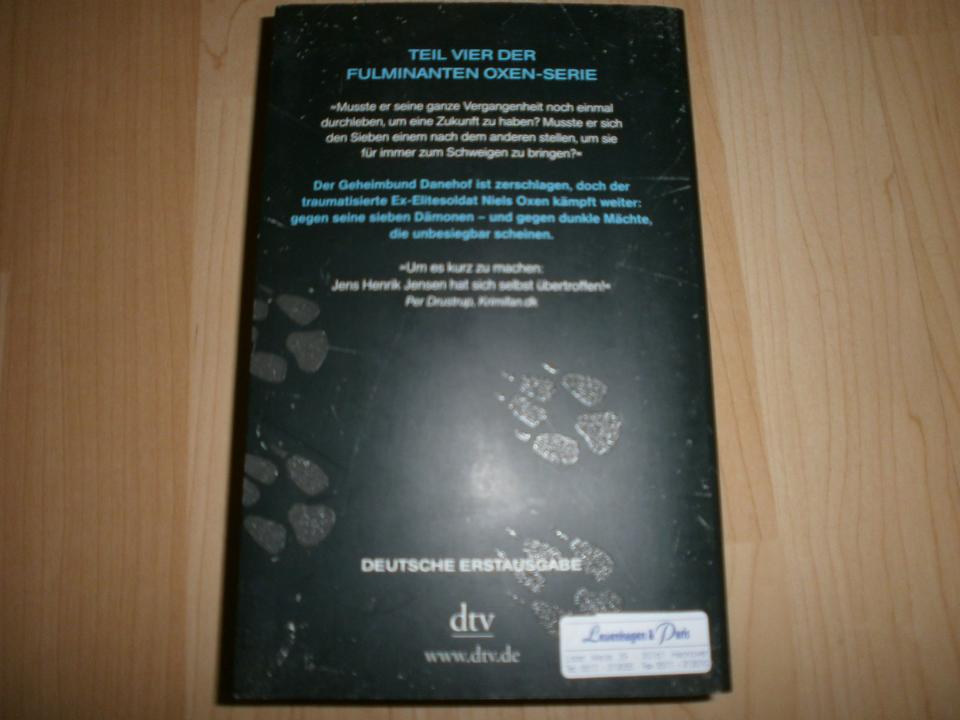 TEIL VIER DER
FULMINANTEN OXEN-SERIE
»Musste er seine ganze Vergangenheit noch einmal
durchleben, um eine Zukunft zu haben? Musste er sich
den Sieben einem nach dem anderen stellen, um sie
für immer zum Schweigen zu bringen?«
Der Geheimbund Danehof ist zerschlagen, doch der
traumatisierte Ex-Elitesoldat Niels Oxen kämpft weiter:
gegen seine sieben Dämonen – und gegen dunkle Mächte,
die unbesiegbar scheinen.
»Um es kurz zu machen:
Jens Henrik Jensen hat sich selbst übertroffen!«
Per Drustrup, Krimifan.dk
DEUTSCHE ERSTAUSGABE
dtv
www.dtv.de
Leuenhagen & Paris
Hannover